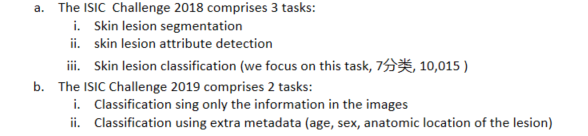 a. The ISIC Challenge 2018 comprises 3 tasks:
i. Skin lesion segmentation
ii. skin lesion attribute detection
iii. Skin lesion classification (we focus on this task, 7分类, 10,015 )
b. The ISIC Challenge 2019 comprises 2 tasks:
i. Classification sing only the information in the images
ii. Classification using extra metadata (age, sex, anatomic location of the lesion)